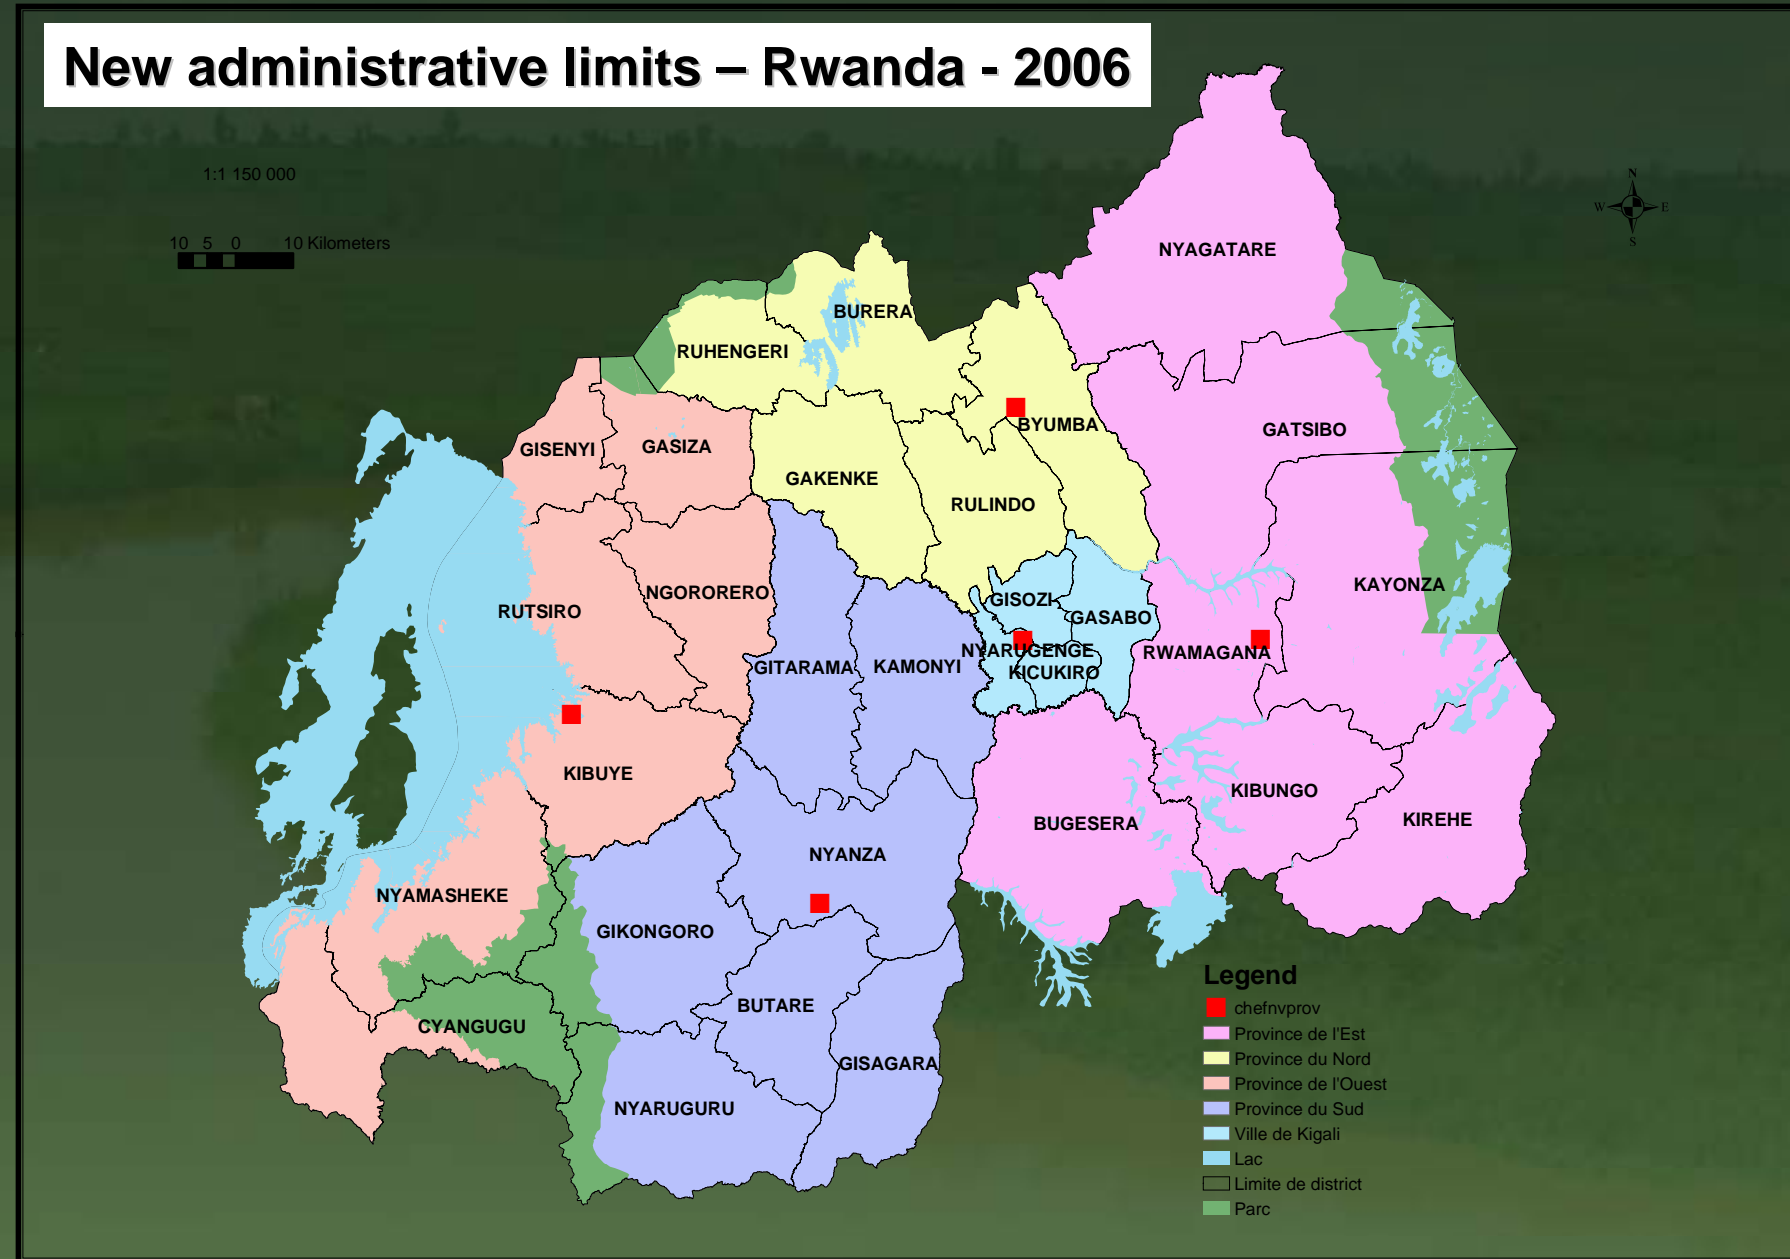 New administrative limits – Rwanda - 2006
1:1 150 000
10 5 0 10 Kilometers
N
W E
S
NYAGATARE
BURERA
RUHENGERI
BYUMBA
GATSIBO
GISENYI
GASIZA
GAKENKE
RULINDO
KAYONZA
NGORORERO
GISOZI
RUTSIRO
GASABO
NYARUGENGE
RWAMAGANA
GITARAMA
KAMONYI
KICUKIRO
KIBUYE
KIBUNGO
BUGESERA
KIREHE
NYANZA
NYAMASHEKE
GIKONGORO
BUTARE
CYANGUGU
GISAGARA
NYARUGURU
Legend
chefnvprov
Province de l'Est
Province du Nord
Province de l'Ouest
Province du Sud
Ville de Kigali
Lac
Limite de district
Parc